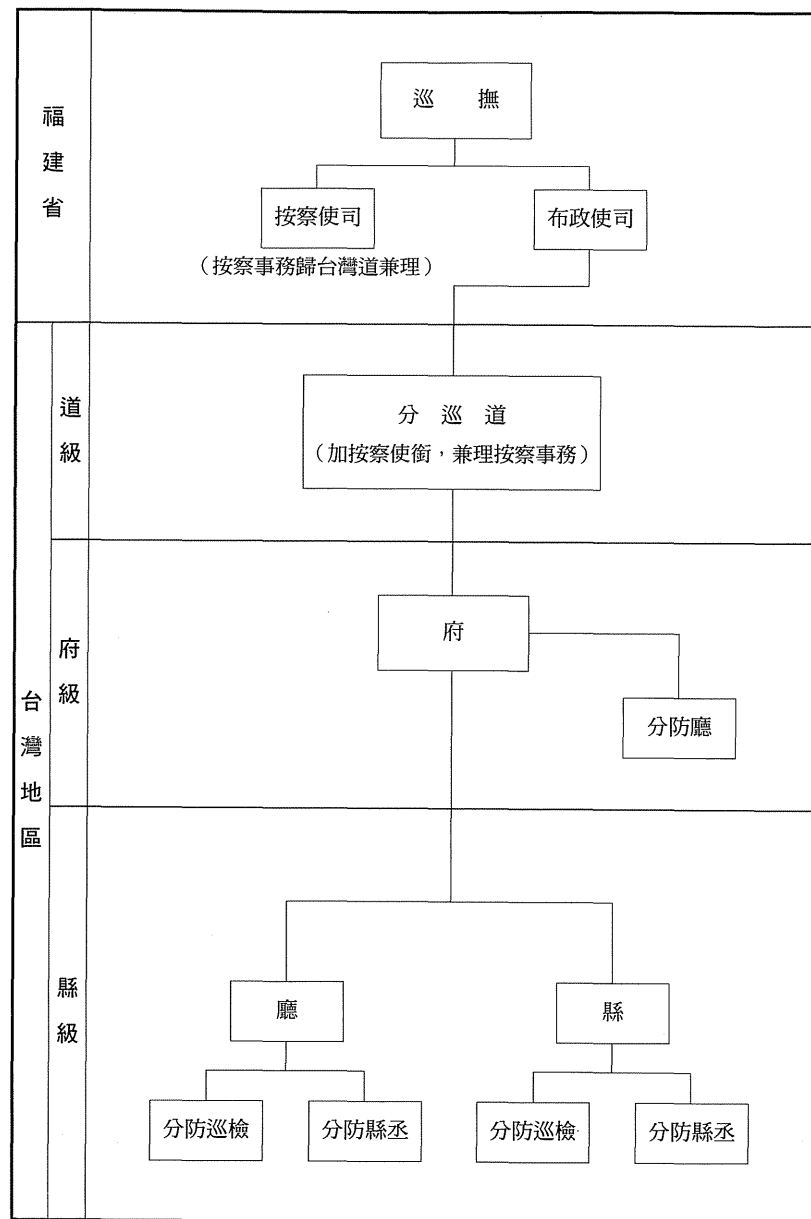 福建省
巡撫
按察使司
布政使司
（按察事務歸台灣道兼理）
台灣地區
道級
分巡道
（加按察使銜，兼理按察事務）
府級
府
分防廳
縣級
廳
縣
分防巡檢
分防縣丞
分防巡檢
分防縣丞